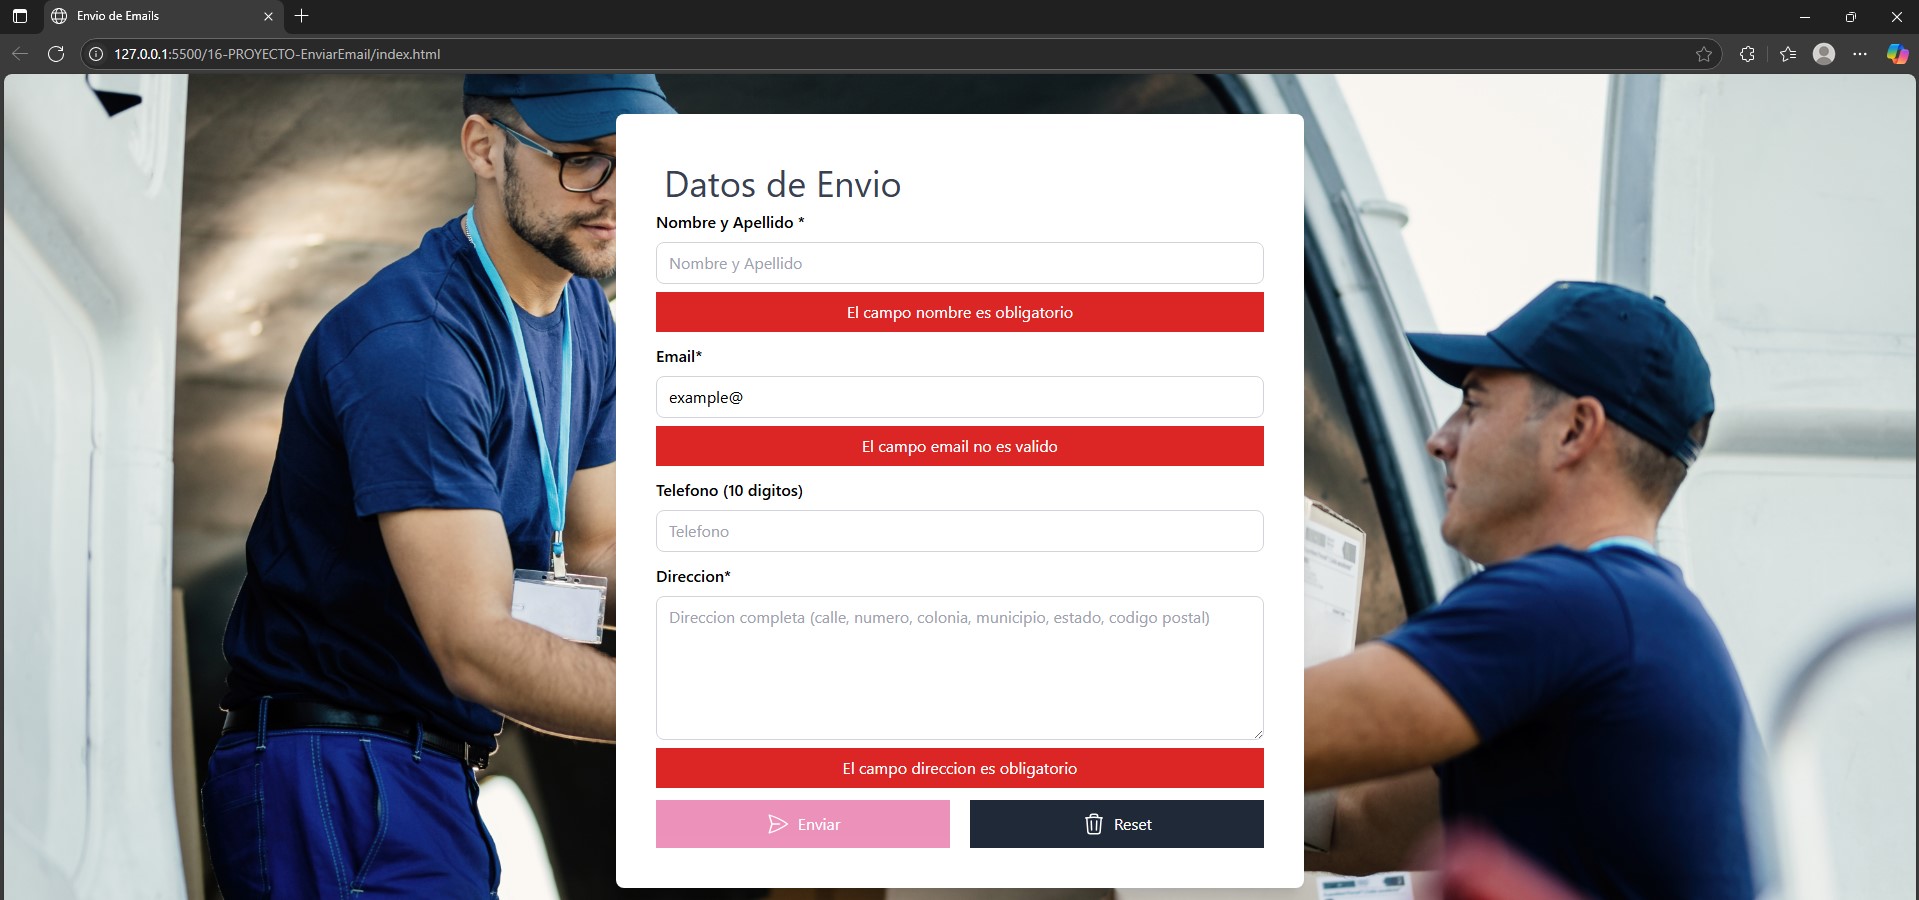 Envio de Emails
127.0.0.1:5500/16-PROYECTO-EnviarEmail/index.html
Datos de Envio
Nombre y Apellido *
Nombre y Apellido
El campo nombre es obligatorio
Email*
example@
El campo email no es valido
Telefono (10 digitos)
Telefono
Direccion*
Direccion completa (calle, numero, colonia, municipio, estado, codigo postal)
El campo direccion es obligatorio
Enviar
Reset